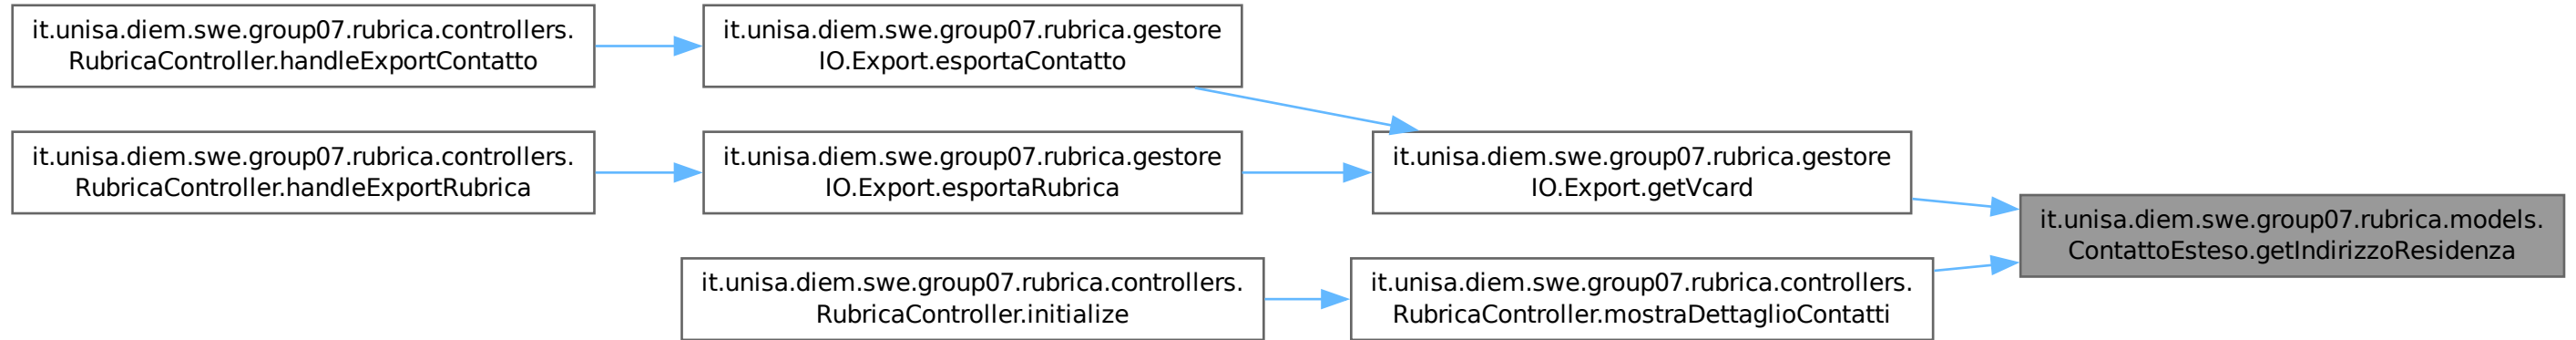 it.unisa.diem.swe.group07.rubrica.controllers.
RubricaController.handleExportContatto
it.unisa.diem.swe.group07.rubrica.gestore
IO.Export.esportaContatto
it.unisa.diem.swe.group07.rubrica.controllers.
RubricaController.handleExportRubrica
it.unisa.diem.swe.group07.rubrica.gestore
IO.Export.esportaRubrica
it.unisa.diem.swe.group07.rubrica.gestore
IO.Export.getVcard
it.unisa.diem.swe.group07.rubrica.models.
ContattoEsteso.getIndirizzoResidenza
it.unisa.diem.swe.group07.rubrica.controllers.
RubricaController.initialize
it.unisa.diem.swe.group07.rubrica.controllers.
RubricaController.mostraDettaglioContatti